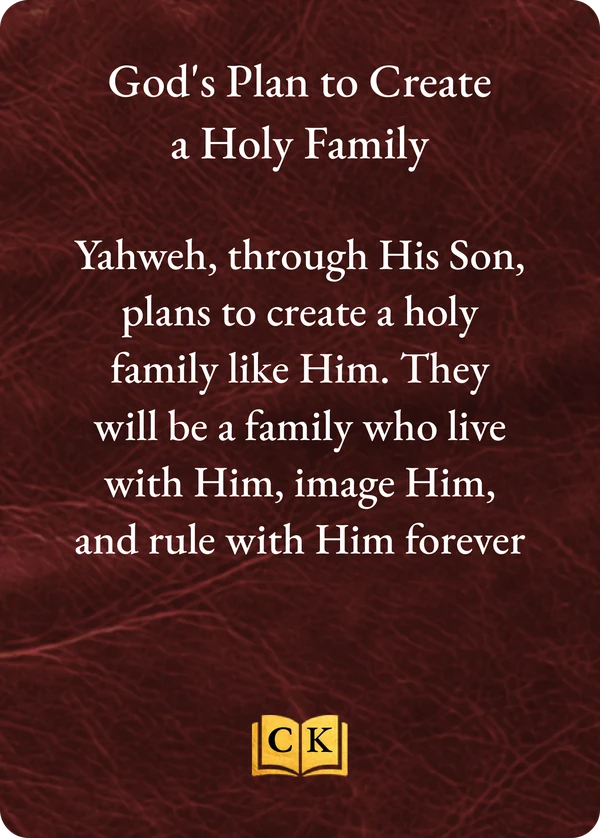 God's Plan to Create
a Holy Family
Yahweh, through His Son,
plans to create a holy
family like Him. They
will be a family who live
with Him, image Him,
and rule with Him forever
C K